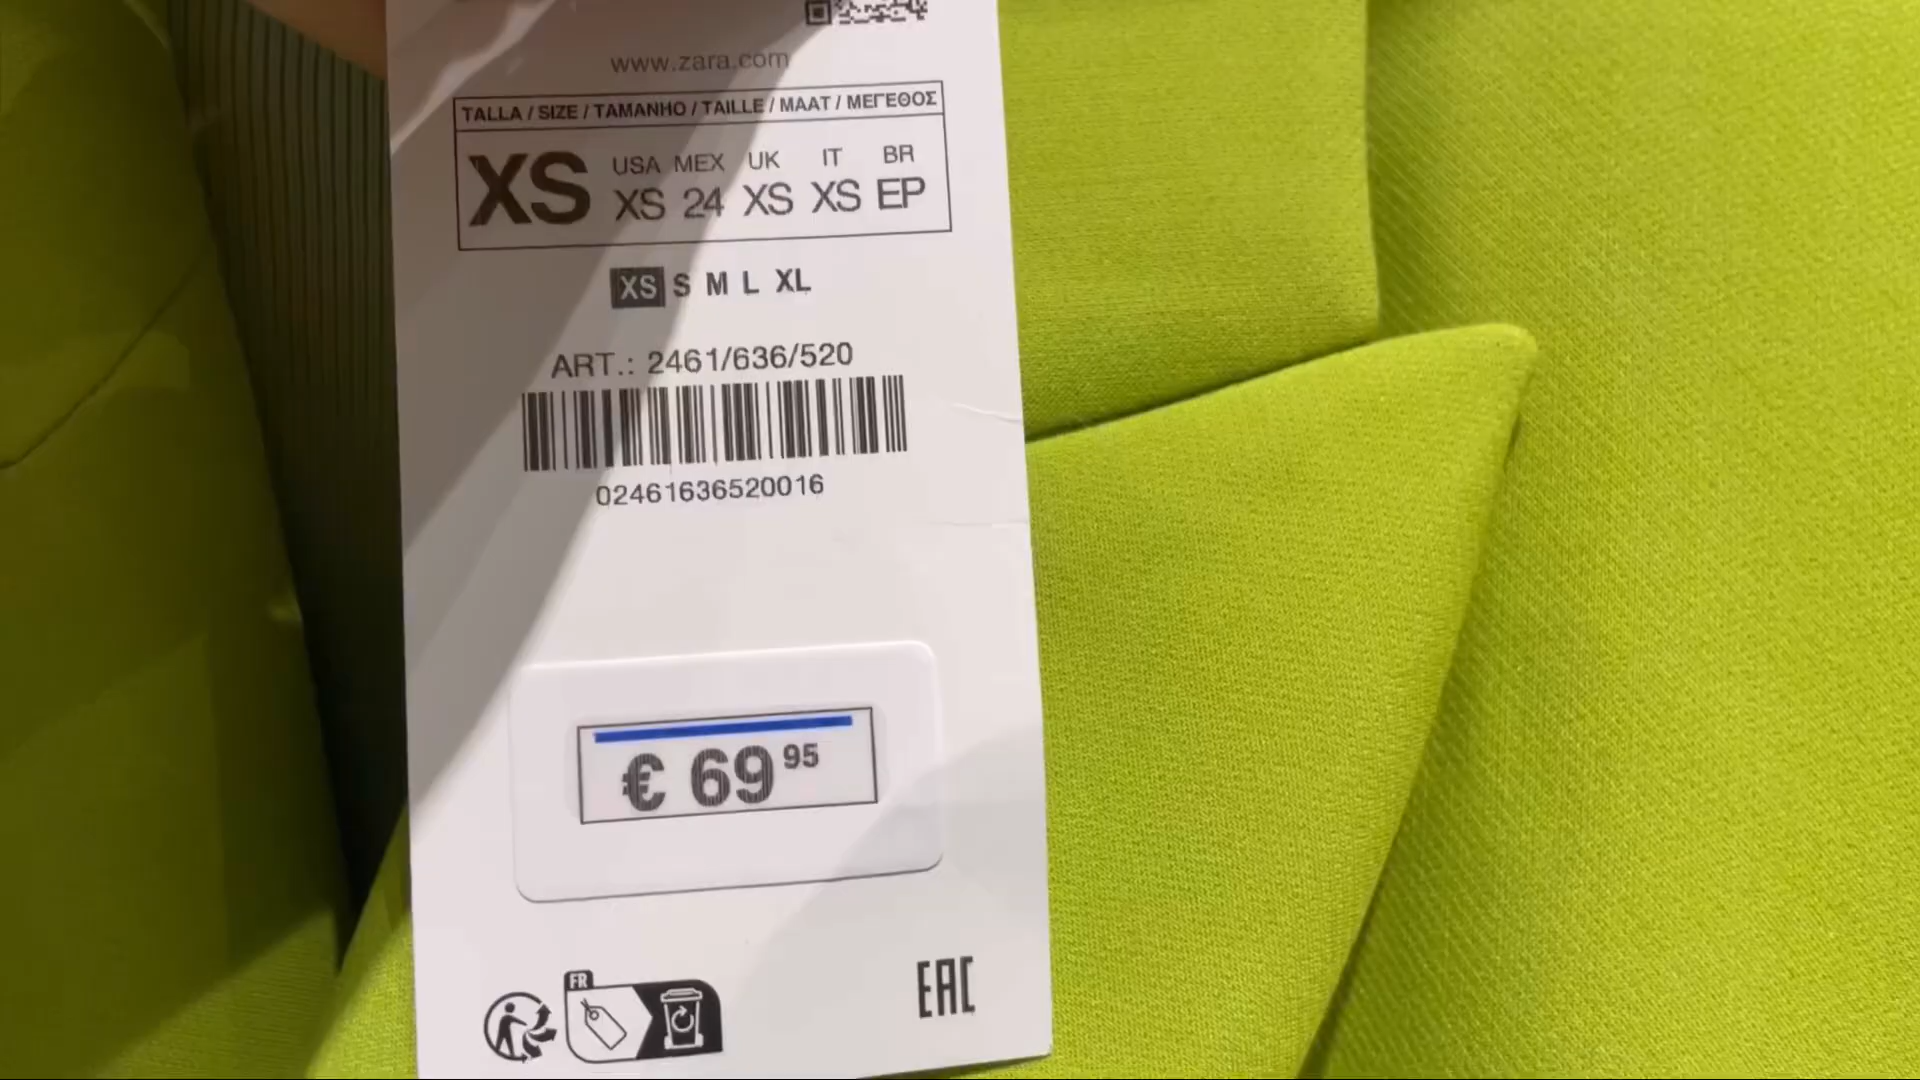 www.zara.com
TALLA / SIZE / TAMANHO / TAILLE / MAAT / ΜΕΓΕΘΟΣ
XS
USA MEX UK IT BR
XS 24 XS XS EP
XS S M L XL
ART.: 2461/636/520
02461636520016
€ 69 95
FR
EAC